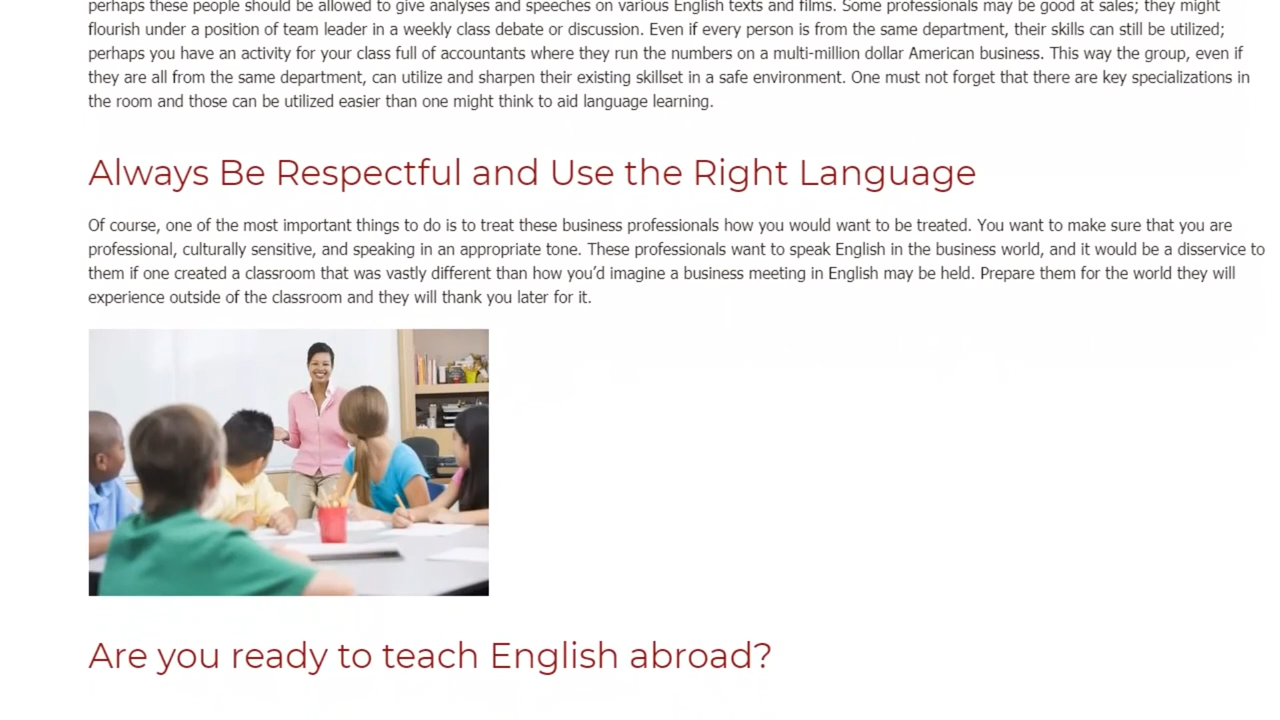 perhaps these people should be allowed to give analyses and speeches on various English texts and films. Some professionals may be good at sales; they might
flourish under a position of team leader in a weekly class debate or discussion. Even if every person is from the same department, their skills can still be utilized;
perhaps you have an activity for your class full of accountants where they run the numbers on a multi-million dollar American business. This way the group, even if
they are all from the same department, can utilize and sharpen their existing skillset in a safe environment. One must not forget that there are key specializations in
the room and those can be utilized easier than one might think to aid language learning.
Always Be Respectful and Use the Right Language
Of course, one of the most important things to do is to treat these business professionals how you would want to be treated. You want to make sure that you are
professional, culturally sensitive, and speaking in an appropriate tone. These professionals want to speak English in the business world, and it would be a disservice to
them if one created a classroom that was vastly different than how you’d imagine a business meeting in English may be held. Prepare them for the world they will
experience outside of the classroom and they will thank you later for it.
Are you ready to teach English abroad?